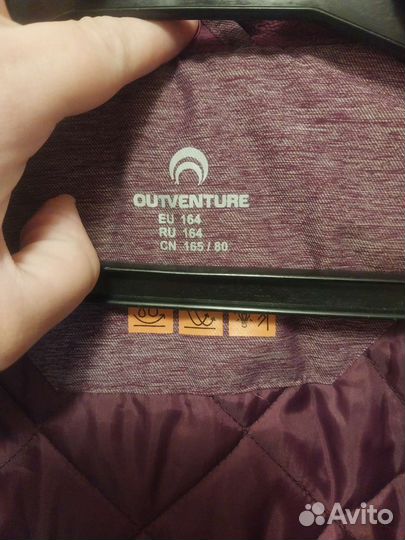 OUTVENTURE
EU 164
RU 164
CN 165 / 80
Avito